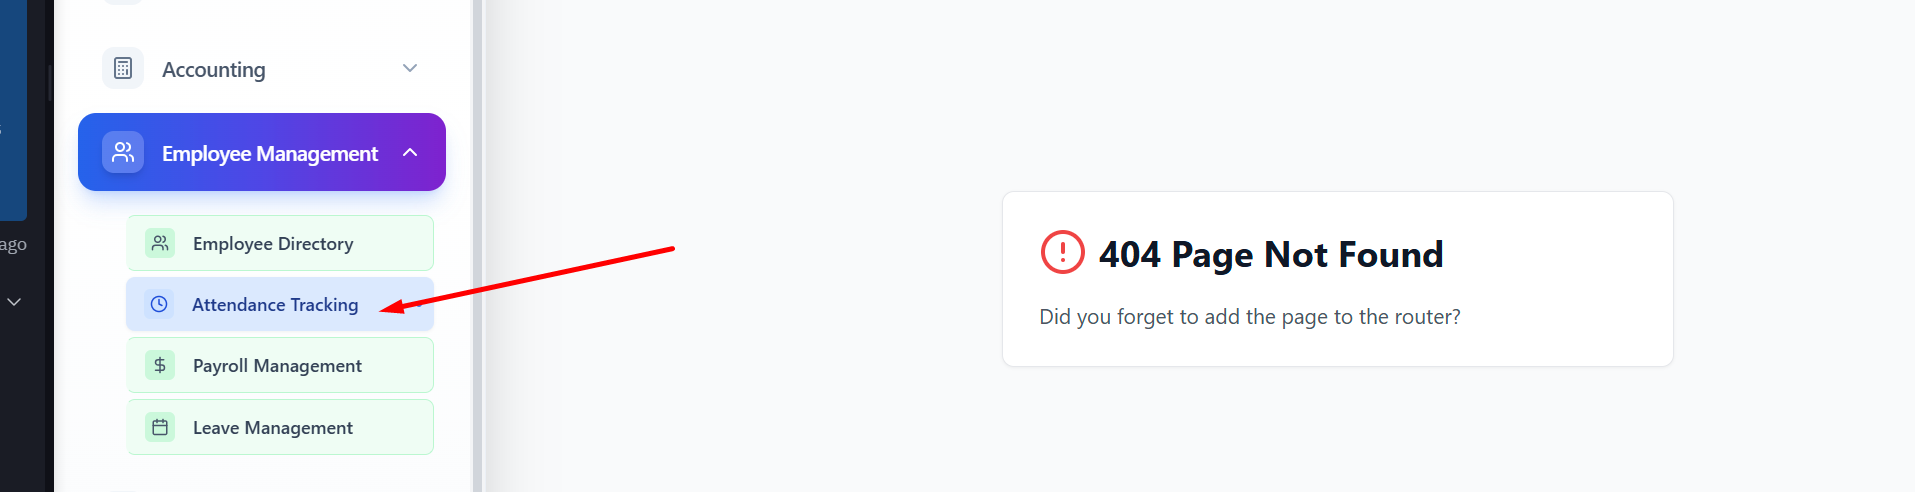 Accounting
Employee Management
Employee Directory
Attendance Tracking
Payroll Management
Leave Management
ago
404 Page Not Found
Did you forget to add the page to the router?